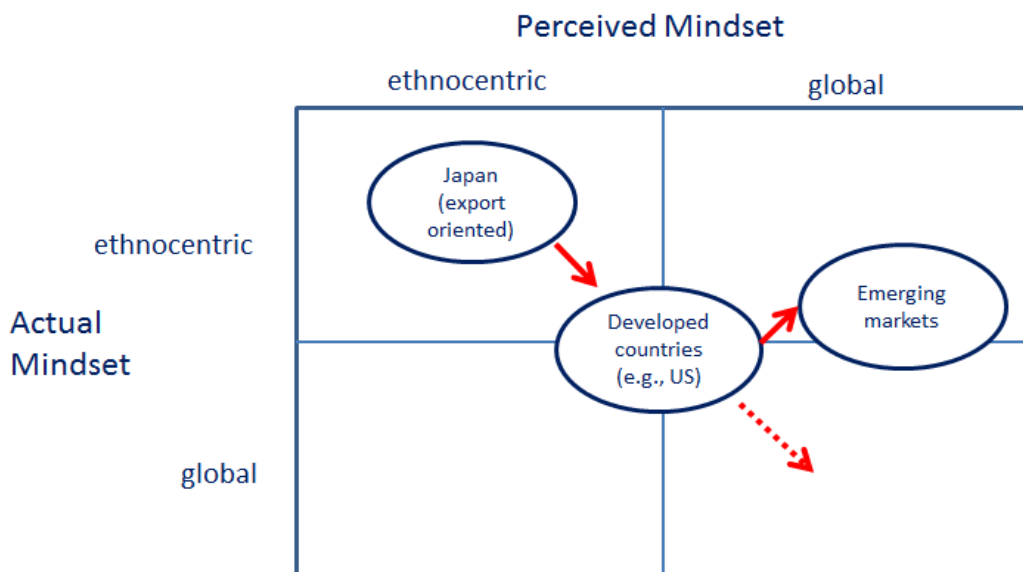 Perceived Mindset
ethnocentric
global
Japan
(export
oriented)
ethnocentric
Emerging
markets
Actual
Mindset
Developed
countries
(e.g., US)
global